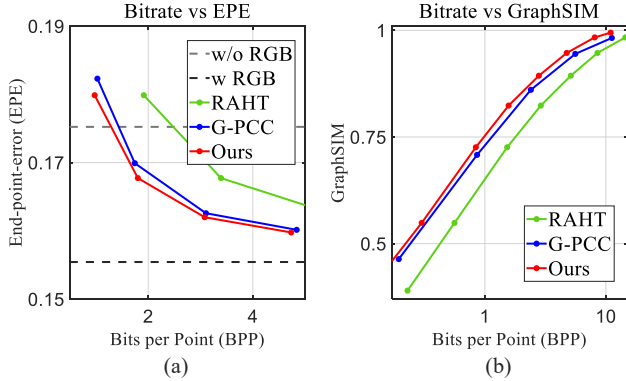 Bitrate vs EPE
0.19
0.17
0.15
End-point-error (EPE)
w/o RGB
w RGB
RAHT
G-PCC
Ours
2
4
Bits per Point (BPP)
(a)
Bitrate vs GraphSIM
1
0.75
0.5
GraphSIM
RAHT
G-PCC
Ours
1
10
Bits per Point (BPP)
(b)